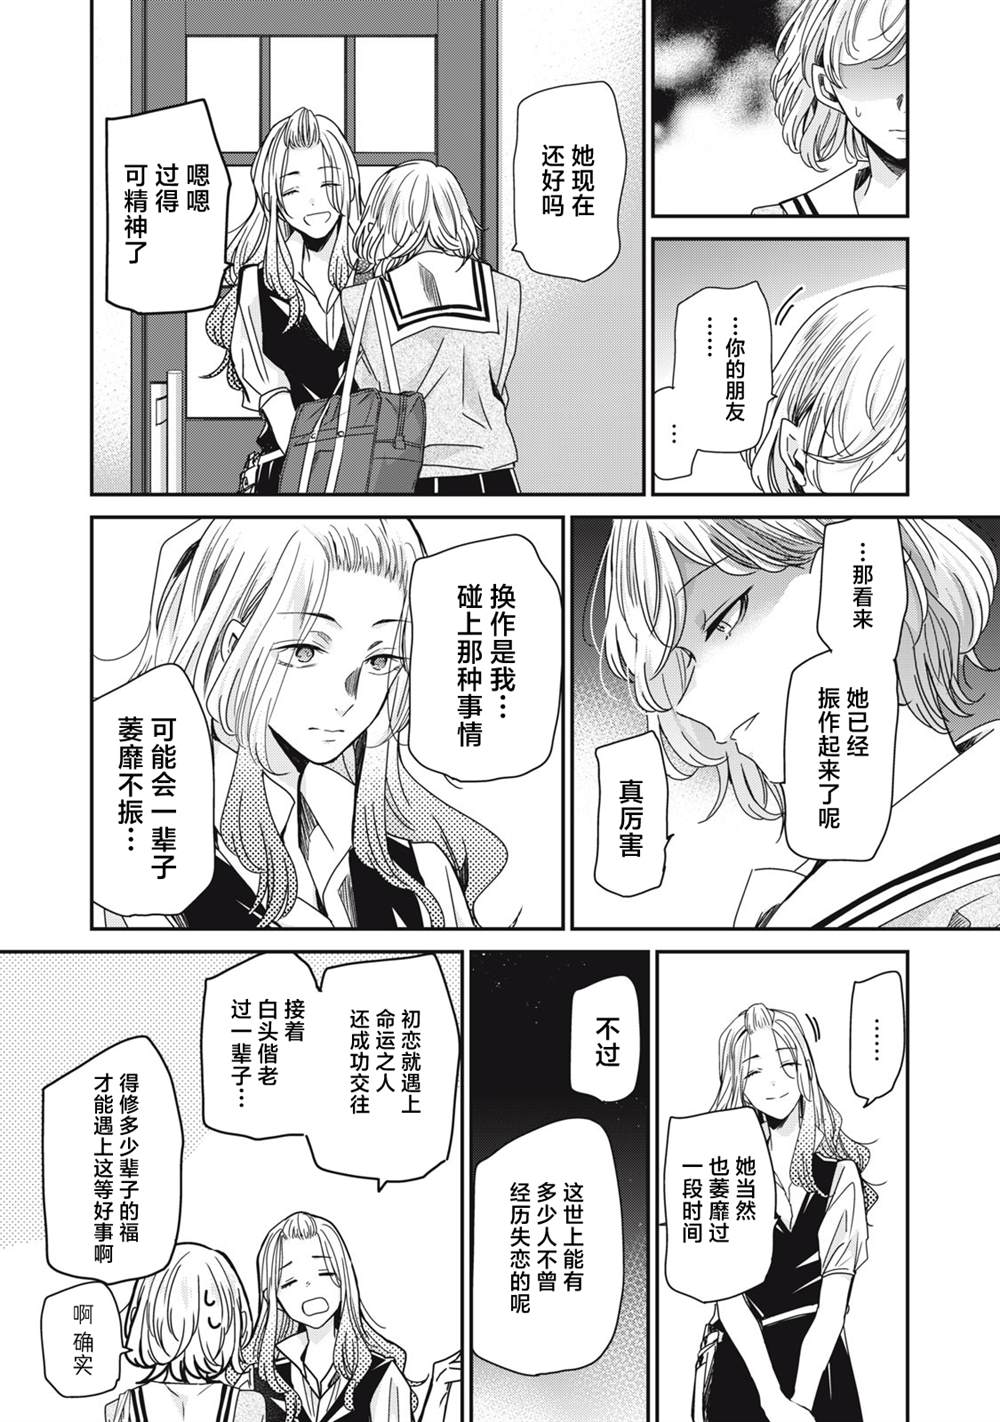 …你的朋友
………
…
她现在
还好吗
嗯嗯
过得
可精神了
…那看来
她已经
振作起来了呢
真厉害
换作是我…
碰上那种事情
可能会一辈子
萎靡不振…
……
她当然
也萎靡过
一段时间
不过
这世上能有
多少人不曾
经历失恋的呢
初恋就遇上
命运之人
还成功交往
接着
白头偕老
过一辈子…
得修多少辈子的福
才能遇上这等好事啊
啊 确实